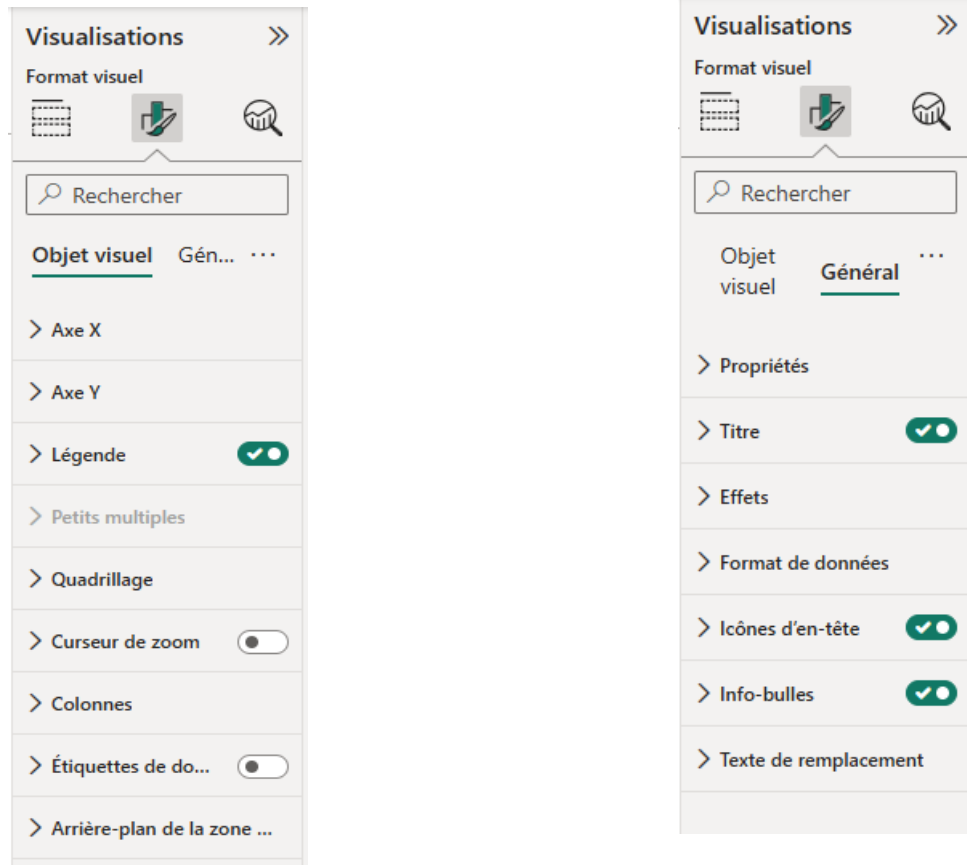 Visualisations
Format visuel
Rechercher
Objet visuel Gén... ...
Axe X
Axe Y
Légende
Petits multiples
Quadrillage
Curseur de zoom
Colonnes
Étiquettes de do...
Arrière-plan de la zone ...
Visualisations
Format visuel
Rechercher
Objet
visuel
Général ...
Propriétés
Titre
Effets
Format de données
Icônes d'en-tête
Info-bulles
Texte de remplacement